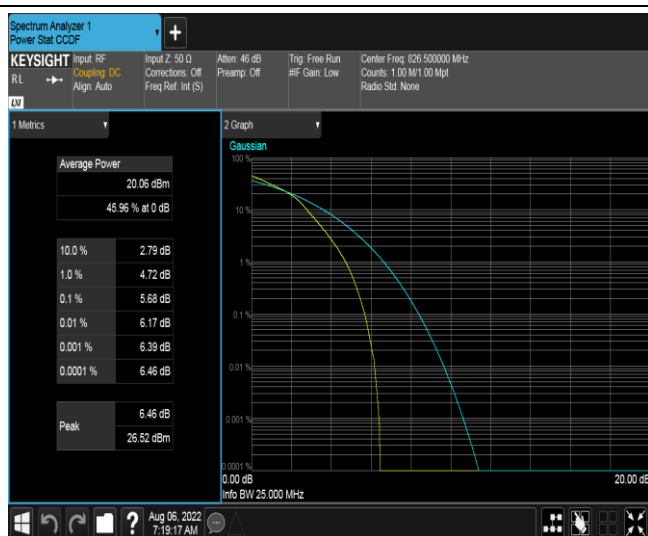 Spectrum Analyzer 1
Power Stat CCDF
+
KEYSIGHT
RL
LXI
Input: RF
Coupling: DC
Align: Auto
Input Z: 50 Ω
Corrections: Off
Freq Ref: Int (S)
Atten: 46 dB
Preamp: Off
Trig: Free Run
#IF Gain: Low
Center Freq: 826.500000 MHz
Counts: 1.00 M/1.00 Mpt
Radio Std: None
1 Metrics
Average Power
20.06 dBm
45.96 % at 0 dB
10.0 % 2.79 dB
1.0 % 4.72 dB
0.1 % 5.68 dB
0.01 % 6.17 dB
0.001 % 6.39 dB
0.0001 % 6.46 dB
Peak
6.46 dB
26.52 dBm
2 Graph
Gaussian
100 %
10 %
1 %
0.1 %
0.01 %
0.001 %
0.0001 %
0.00 dB
20.00 dB
Info BW 25.000 MHz
?
Aug 06, 2022
7:19:17 AM